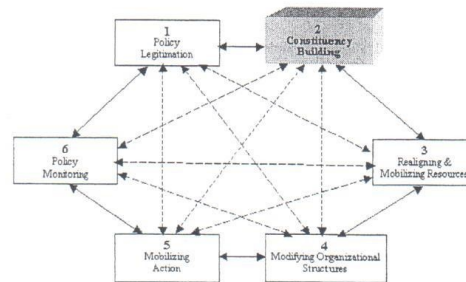 1
Policy
Legitimation
2
Constituency
Building
3
Realigning &
Mobilizing Resources
4
Modifying Organizational
Structures
5
Mobilizing
Action
6
Policy
Monitoring